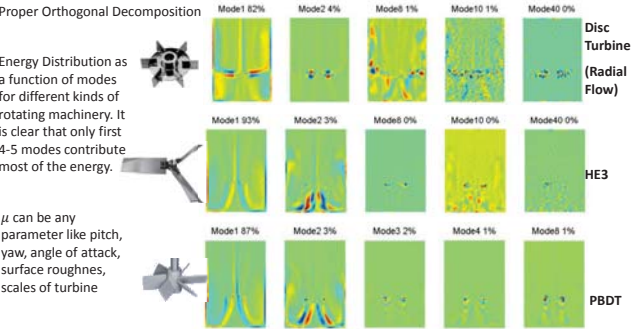 Proper Orthogonal Decomposition
Energy Distribution as
a function of modes
for different kinds of
rotating machinery. It
is clear that only first
4-5 modes contribute
most of the energy.
μ can be any
parameter like pitch,
yaw, angle of attack,
surface roughnes,
scales of turbine
Mode1 82% Mode2 4% Mode8 1% Mode10 1% Mode40 0%
Disc
Turbine
(Radial
Flow)
Mode1 93% Mode2 3% Mode8 0% Mode10 0% Mode40 0%
HE3
Mode1 87% Mode2 3% Mode3 2% Mode4 1% Mode8 1%
PBDT